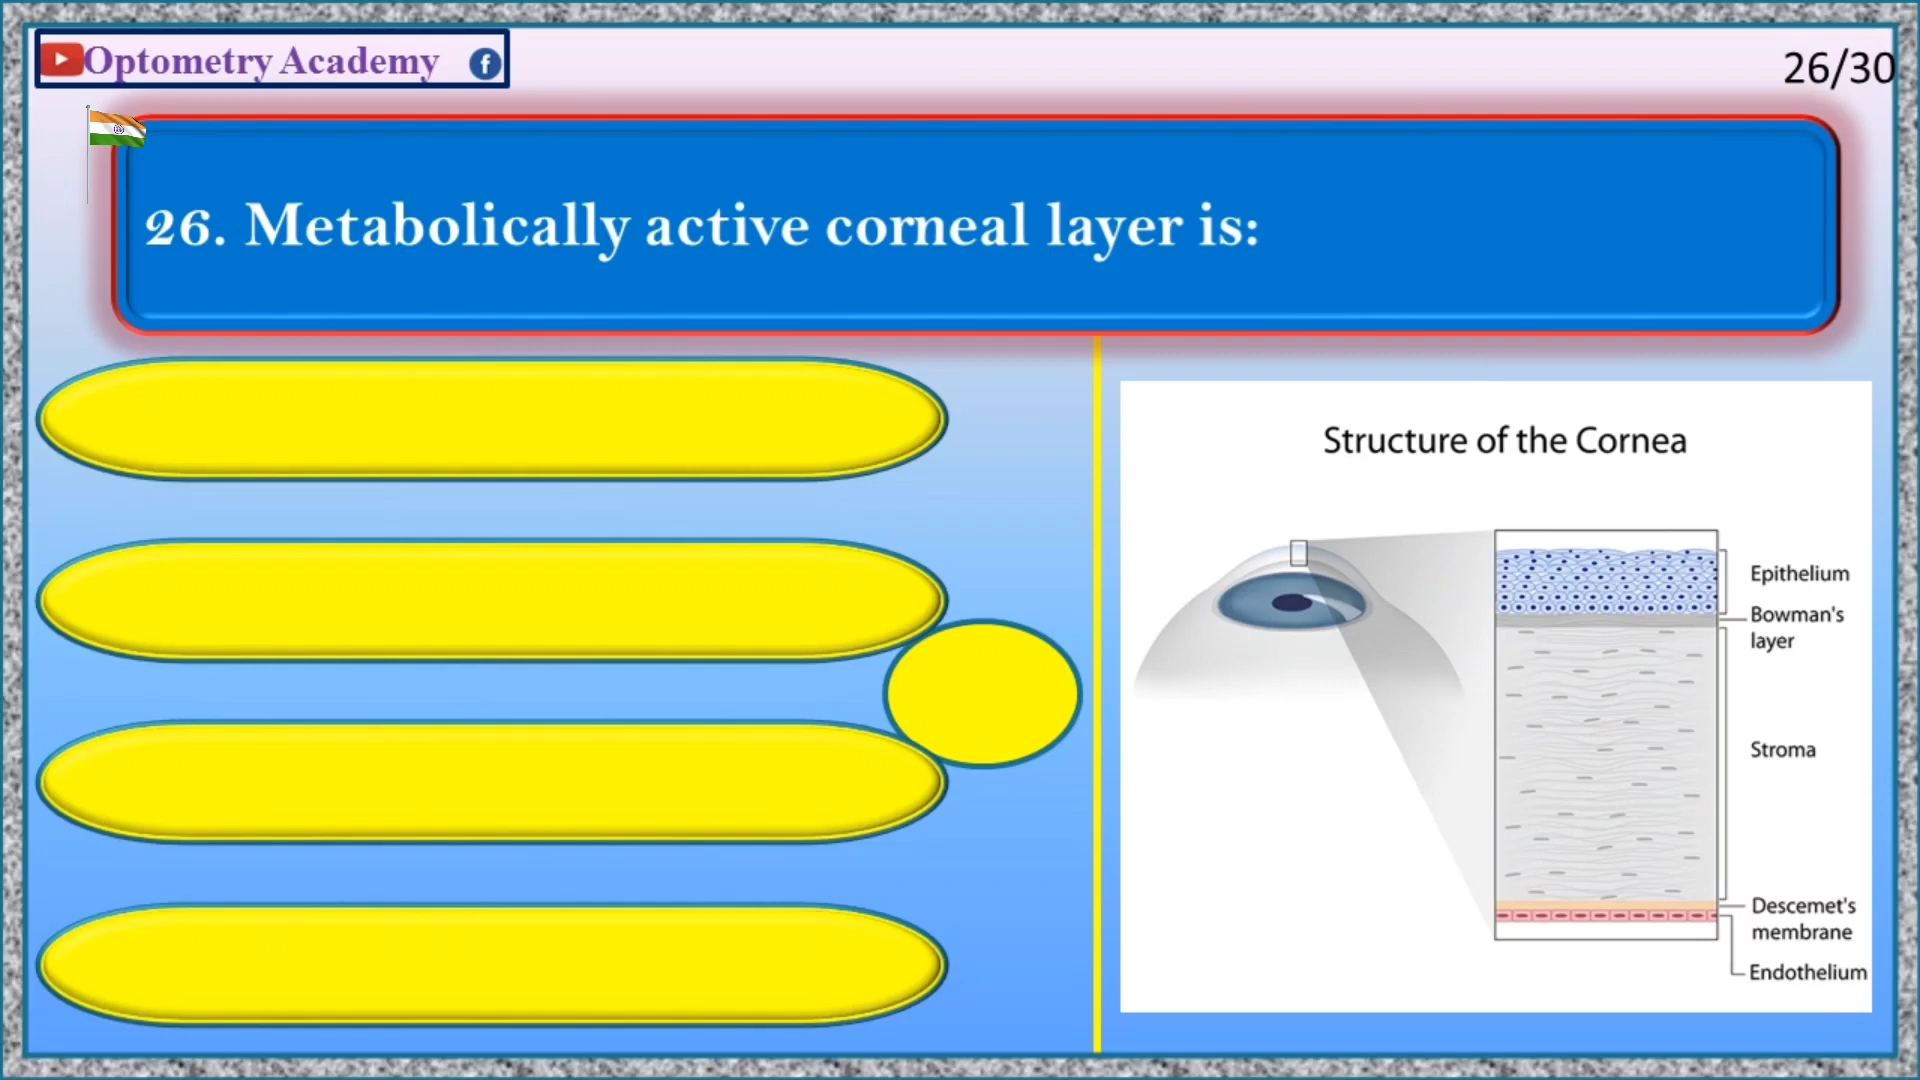 Optometry Academy
26/30
26. Metabolically active corneal layer is:
Structure of the Cornea
Epithelium
Bowman's
layer
Stroma
Descemet's
membrane
Endothelium